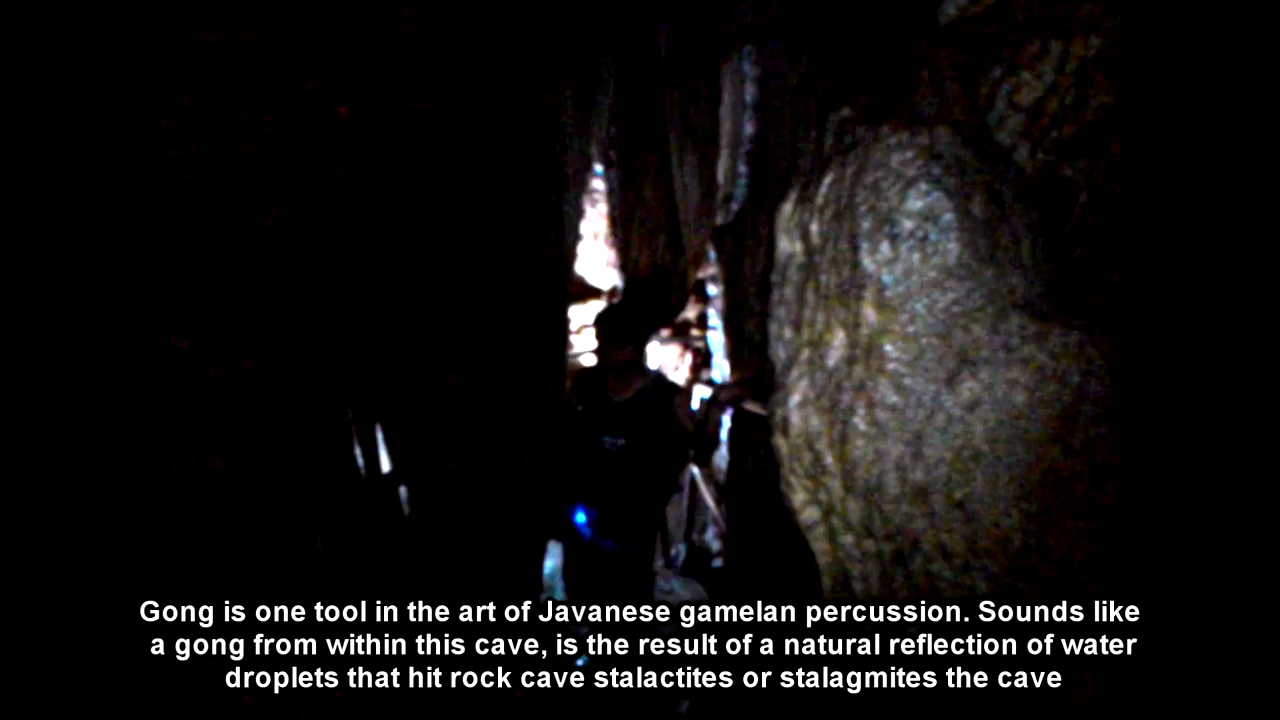 Gong is one tool in the art of Javanese gamelan percussion. Sounds like
a gong from within this cave, is the result of a natural reflection of water
droplets that hit rock cave stalactites or stalagmites the cave